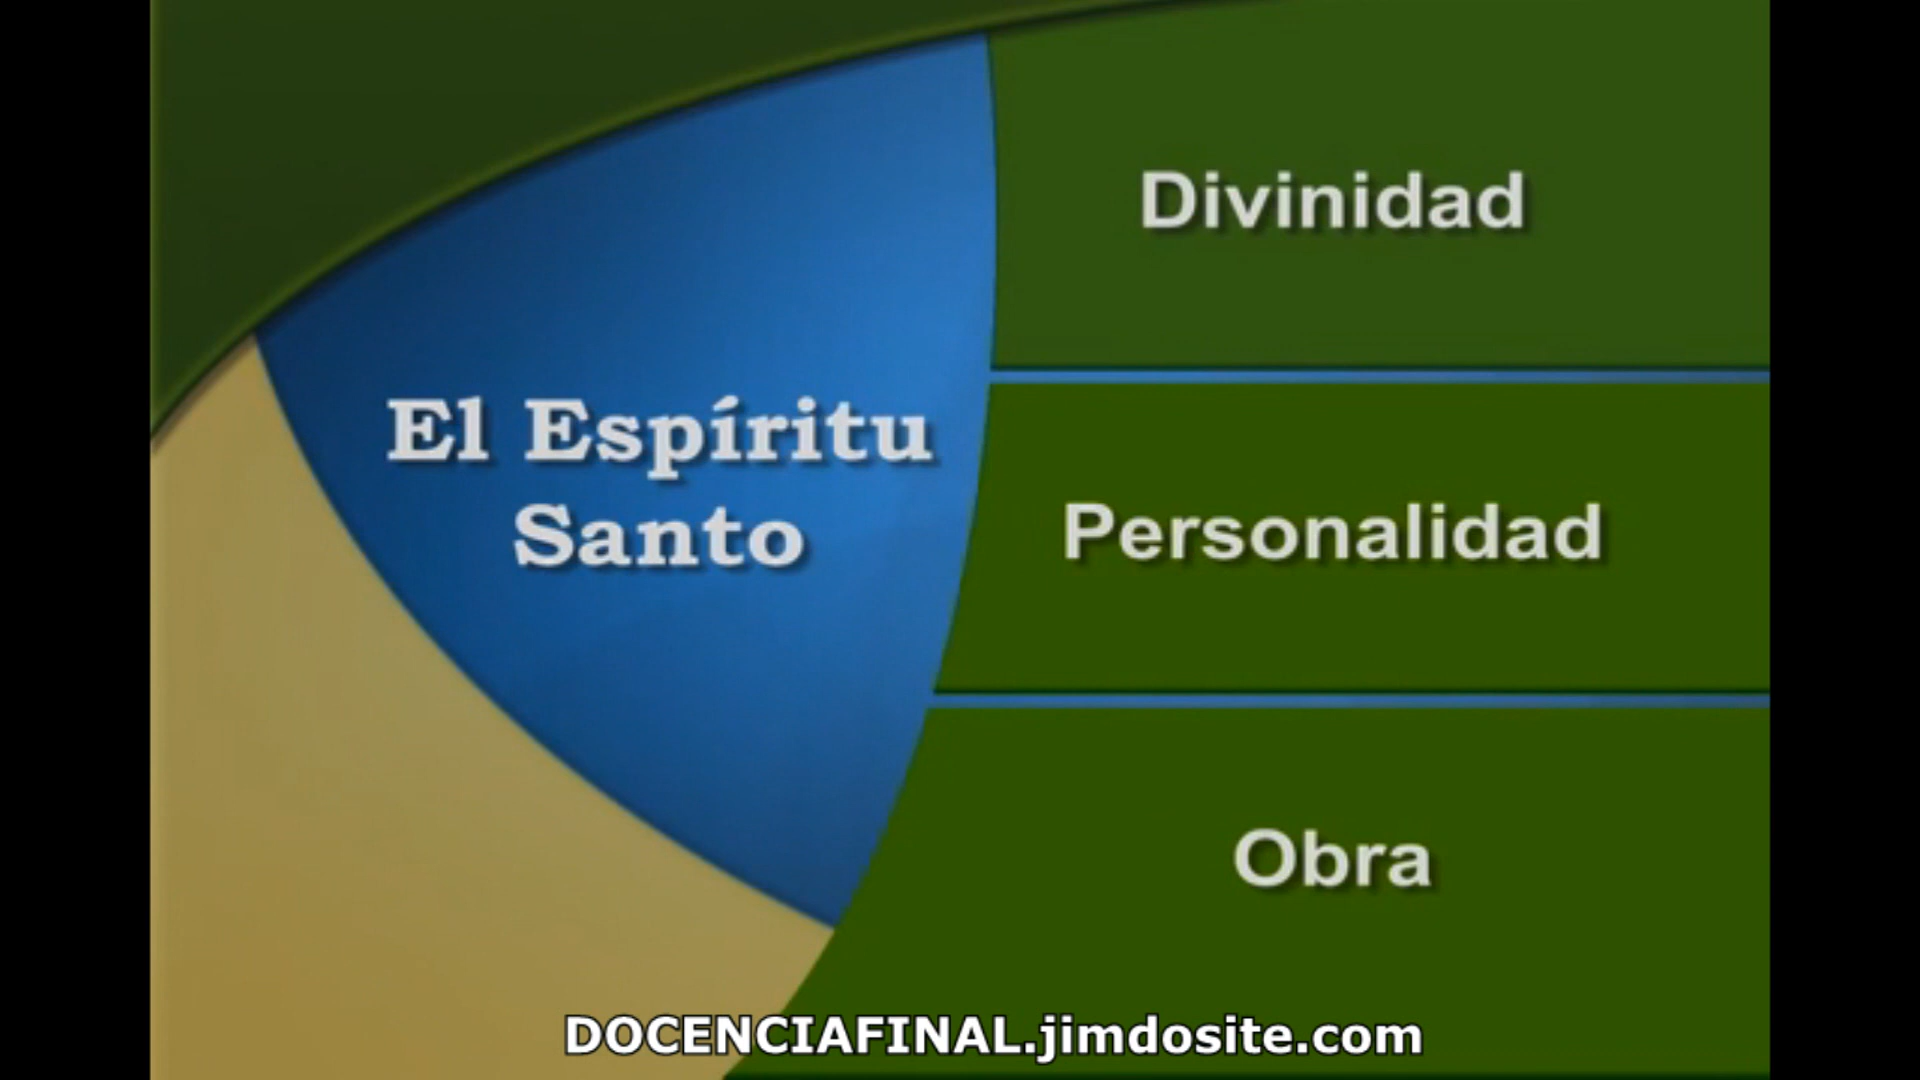 El Espíritu
Santo
Divinidad
Personalidad
Obra
DOCENCIAFINAL.jimdosite.com